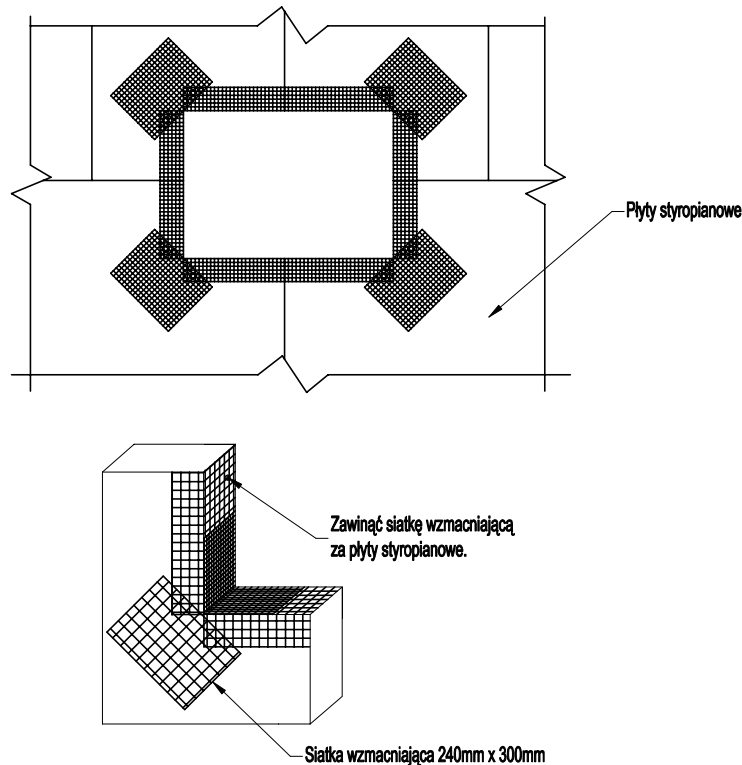 Płyty styropianowe
Zawinąć siatkę wzmacniającą
za płyty styropianowe.
Siatka wzmacniająca 240mm x 300mm